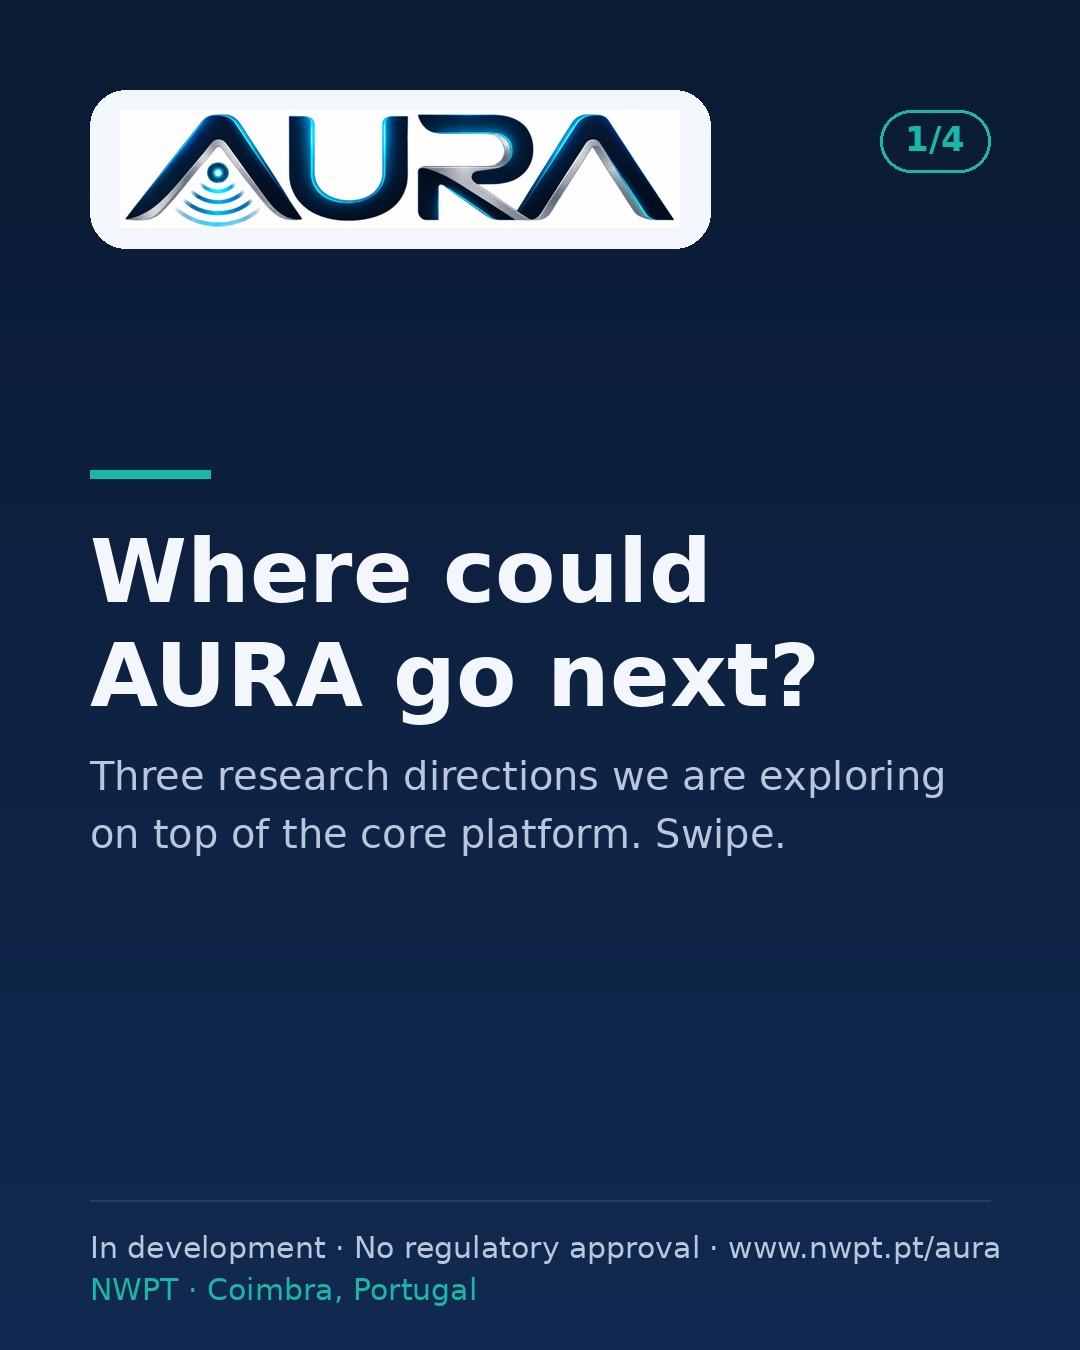 AURA
1/4
Where could
AURA go next?
Three research directions we are exploring
on top of the core platform. Swipe.
In development · No regulatory approval · www.nwpt.pt/aura
NWPT · Coimbra, Portugal